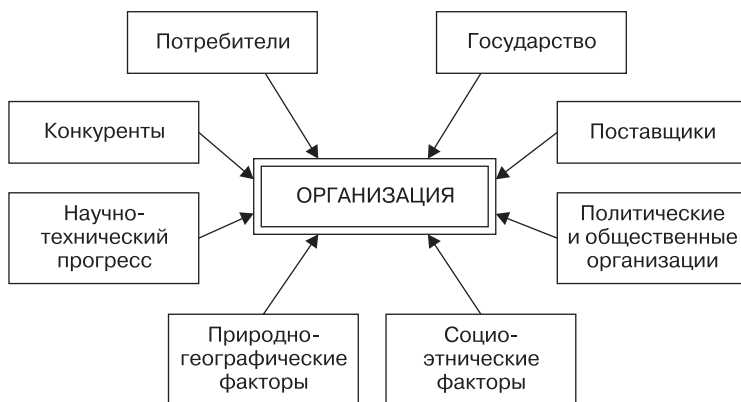 Потребители
Государство
Конкуренты
Поставщики
ОРГАНИЗАЦИЯ
Научно-
технический
прогресс
Политические
и общественные
организации
Природно-
географические
факторы
Социо-
этнические
факторы